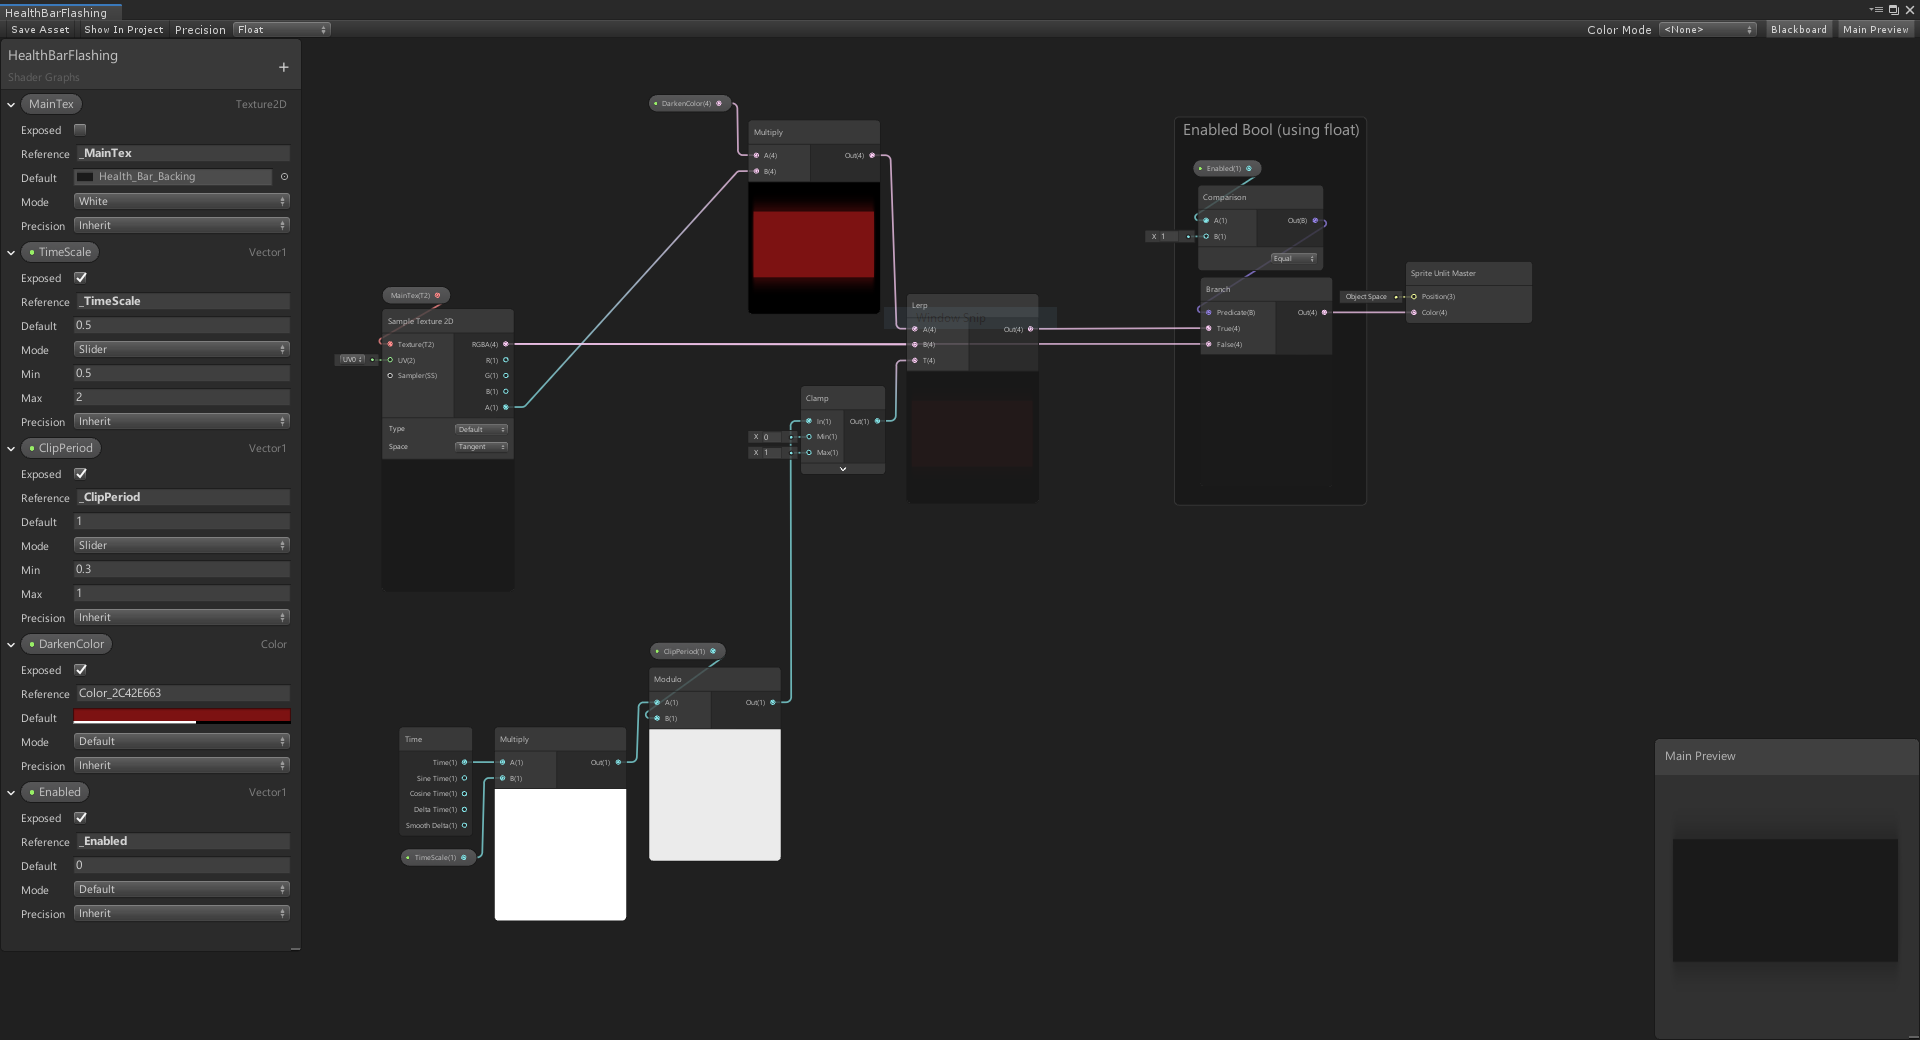 HealthBarFlashing
Save Asset Show In Project Precision Float
Color Mode <None> Blackboard Main Preview
HealthBarFlashing
Shader Graphs
+
MainTex Texture2D
Exposed
Reference _MainTex
Default Health_Bar_Backing
Mode White
Precision Inherit
TimeScale Vector1
Exposed
Reference _TimeScale
Default 0.5
Mode Slider
Min 0.5
Max 2
Precision Inherit
ClipPeriod Vector1
Exposed
Reference _ClipPeriod
Default 1
Mode Slider
Min 0.3
Max 1
Precision Inherit
DarkenColor Color
Exposed
Reference Color_2C42E663
Default
Mode Default
Precision Inherit
Enabled Vector1
Exposed
Reference _Enabled
Default 0
Mode Default
Precision Inherit
DarkenColor(4)
Multiply
A(4) Out(4)
B(4)
MainTex(T2)
Sample Texture 2D
Texture(T2) RGBA(4)
UV0 UV(2) R(1)
Sampler(SS) G(1)
B(1)
A(1)
Type Default
Space Tangent
Lerp
Window Snip
A(4) Out(4)
B(4)
T(4)
Clamp
In(1) Out(1)
X 0 Min(1)
X 1 Max(1)
ClipPeriod(1)
Modulo
A(1) Out(1)
B(1)
Time
Time(1)
Sine Time(1)
Cosine Time(1)
Delta Time(1)
Smooth Delta(1)
TimeScale(1)
Multiply
A(1) Out(1)
B(1)
Enabled Bool (using float)
Enabled(1)
Comparison
A(1) Out(B)
X 1 B(1)
Equal
Branch
Predicate(B) Out(4)
True(4)
False(4)
Sprite Unlit Master
Object Space Position(3)
Color(4)
Main Preview